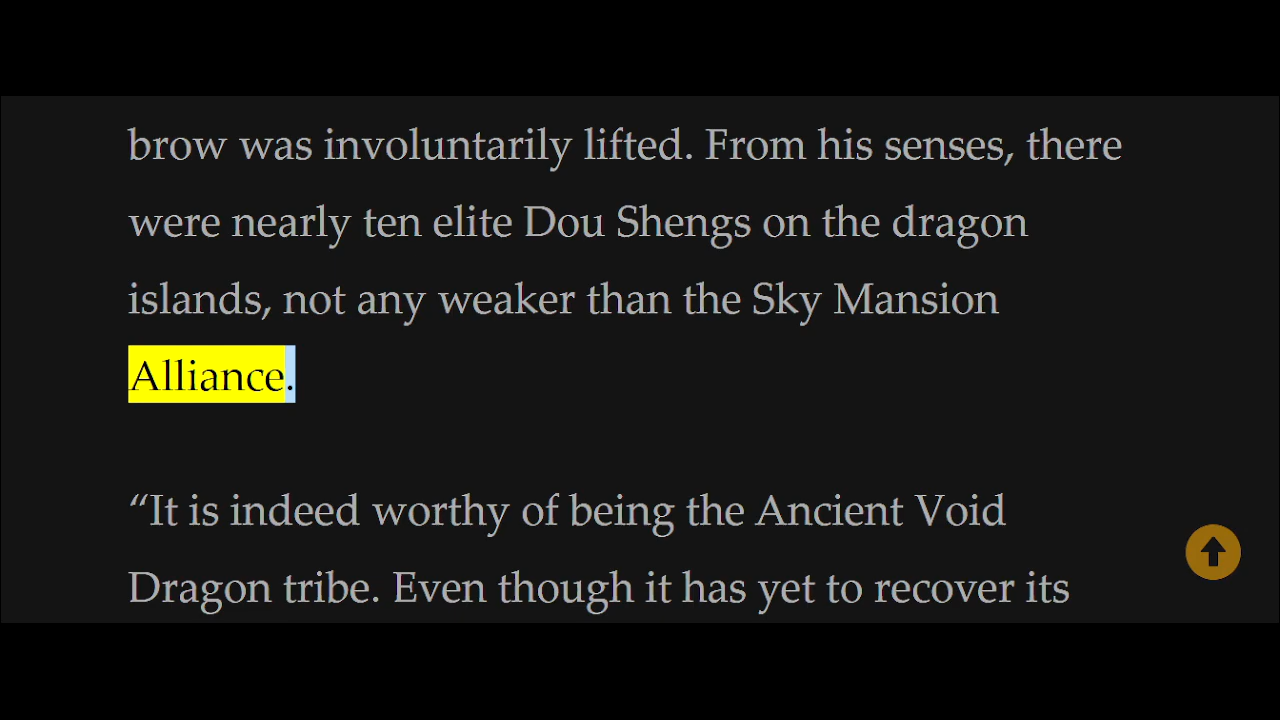 brow was involuntarily lifted. From his senses, there
were nearly ten elite Dou Shengs on the dragon
islands, not any weaker than the Sky Mansion
Alliance.
“It is indeed worthy of being the Ancient Void
Dragon tribe. Even though it has yet to recover its